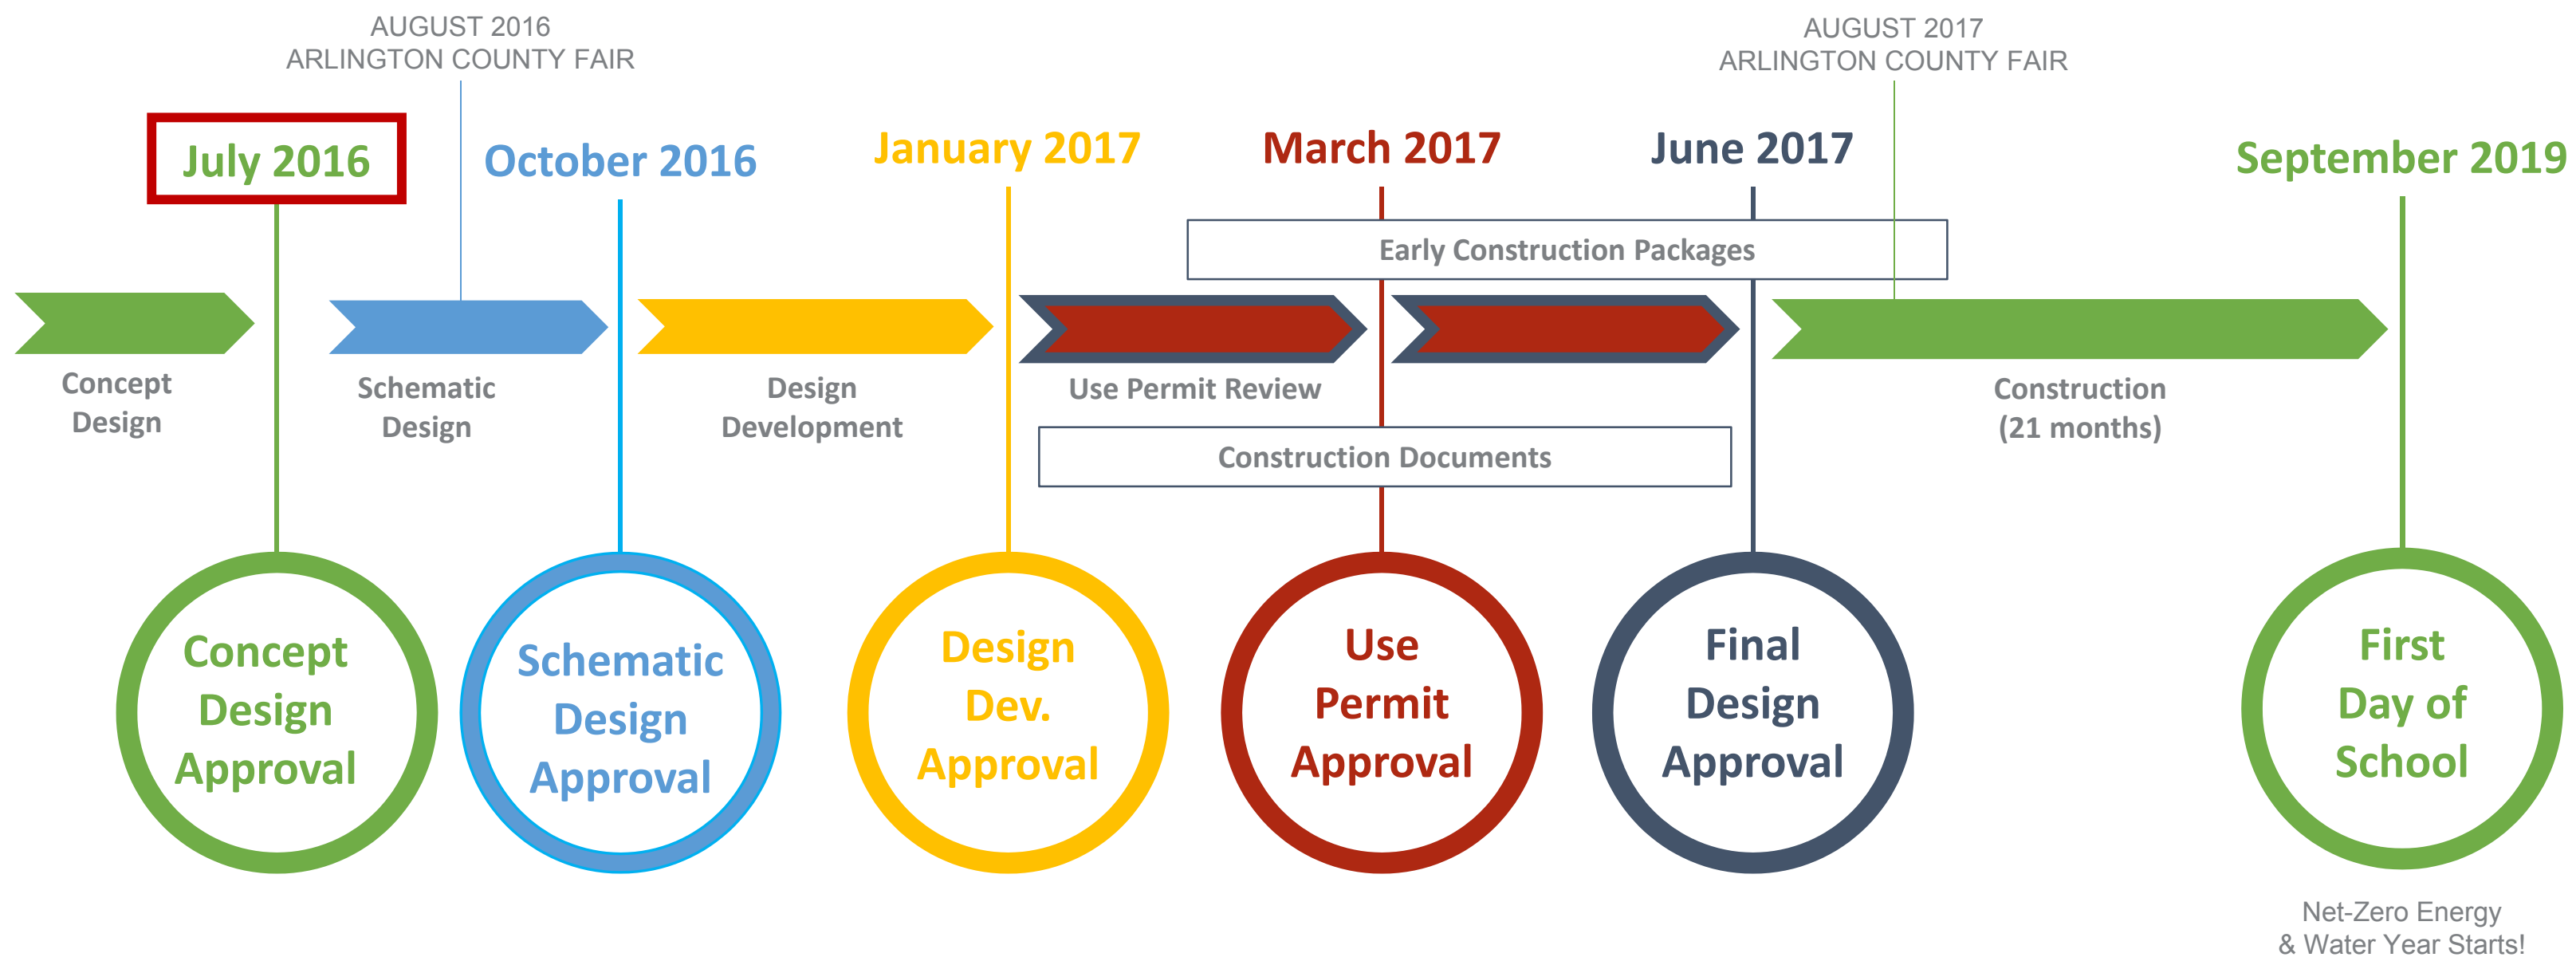 AUGUST 2016
ARLINGTON COUNTY FAIR
AUGUST 2017
ARLINGTON COUNTY FAIR
July 2016
October 2016
January 2017
March 2017
June 2017
September 2019
Early Construction Packages
Concept
Design
Schematic
Design
Design
Development
Use Permit Review
Construction
(21 months)
Construction Documents
Concept
Design
Approval
Schematic
Design
Approval
Design
Dev.
Approval
Use
Permit
Approval
Final
Design
Approval
First
Day of
School
Net-Zero Energy
& Water Year Starts!